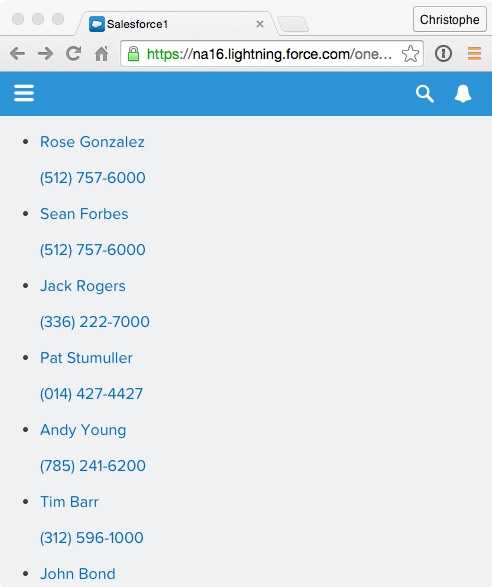 Salesforce1
Christophe
https://na16.lightning.force.com/one...
Rose Gonzalez
(512) 757-6000
Sean Forbes
(512) 757-6000
Jack Rogers
(336) 222-7000
Pat Stumuller
(014) 427-4427
Andy Young
(785) 241-6200
Tim Barr
(312) 596-1000
John Bond